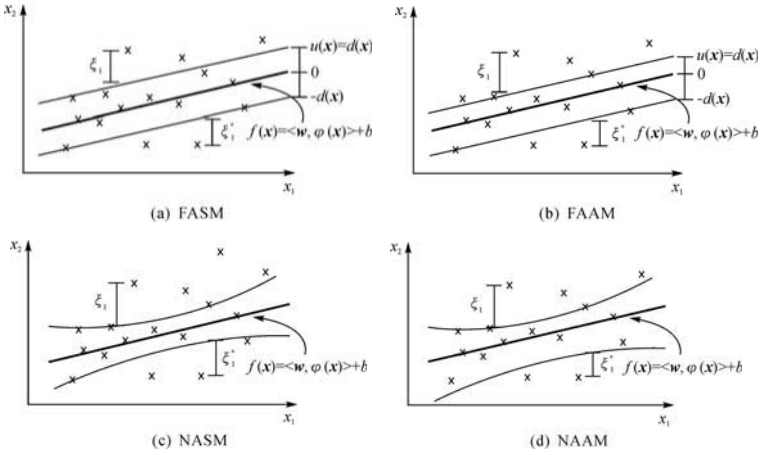 x₂
ξ₁
u(x)=d(x)
0
-d(x)
ξ₁*
f(x)=<w, φ(x)>+b
x₁
(a) FASM
x₂
ξ₁
u(x)=d(x)
0
-d(x)
ξ₁*
f(x)=<w, φ(x)>+b
x₁
(b) FAAM
x₂
ξ₁
ξ₁*
f(x)=<w, φ(x)>+b
x₁
(c) NASM
x₂
ξ₁
ξ₁*
f(x)=<w, φ(x)>+b
x₁
(d) NAAM